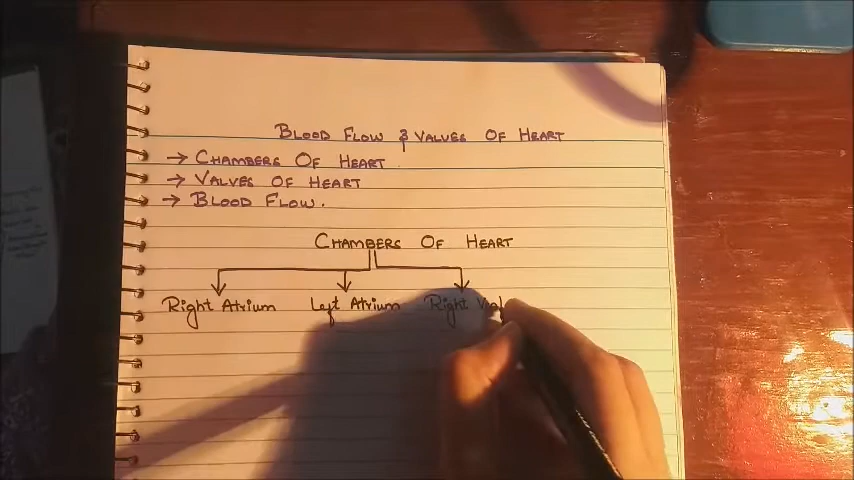 BLOOD FLOW & VALVES OF HEART
→ CHAMBERS OF HEART
→ VALVES OF HEART
→ BLOOD FLOW.
CHAMBERS OF HEART
Right Atrium Left Atrium Right